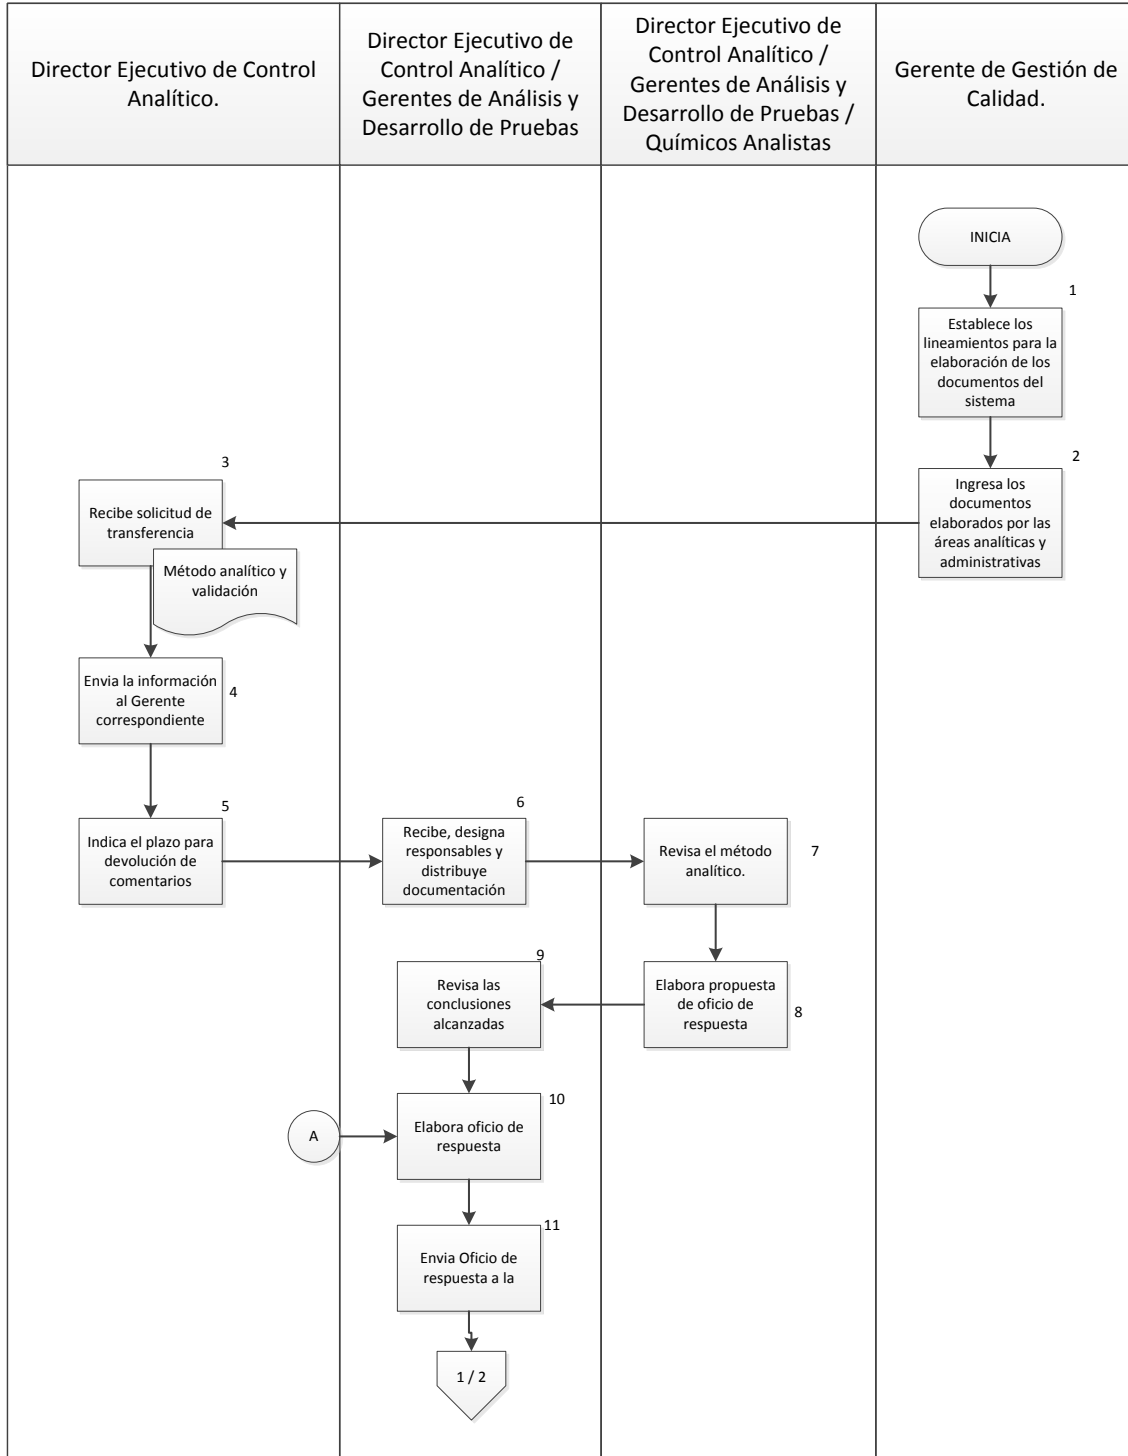 Director Ejecutivo de Control
Analítico.
Director Ejecutivo de
Control Analítico /
Gerentes de Análisis y
Desarrollo de Pruebas
Director Ejecutivo de
Control Analítico /
Gerentes de Análisis y
Desarrollo de Pruebas /
Químicos Analistas
Gerente de Gestión de
Calidad.
INICIA
1
Establece los
lineamientos para la
elaboración de los
documentos del
sistema
2
Ingresa los
documentos
elaborados por las
áreas analíticas y
administrativas
3
Recibe solicitud de
transferencia
Método analítico y
validación
Envia la información
al Gerente
correspondiente
4
5
Indica el plazo para
devolución de
comentarios
6
Recibe, designa
responsables y
distribuye
documentación
Revisa el método
analítico.
7
Elabora propuesta
de oficio de
respuesta
8
9
Revisa las
conclusiones
alcanzadas
10
A
Elabora oficio de
respuesta
11
Envia Oficio de
respuesta a la
1 / 2